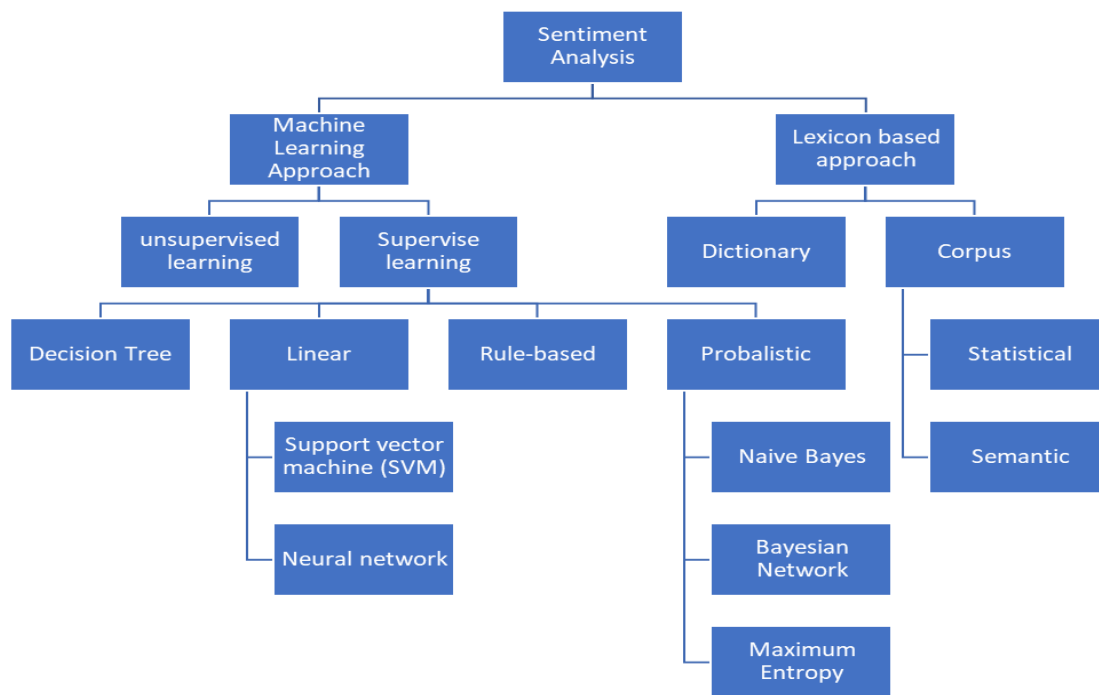 Sentiment
Analysis
Machine
Learning
Approach
Lexicon based
approach
unsupervised
learning
Supervise
learning
Dictionary
Corpus
Decision Tree
Linear
Rule-based
Probalistic
Statistical
Support vector
machine (SVM)
Naive Bayes
Semantic
Neural network
Bayesian
Network
Maximum
Entropy